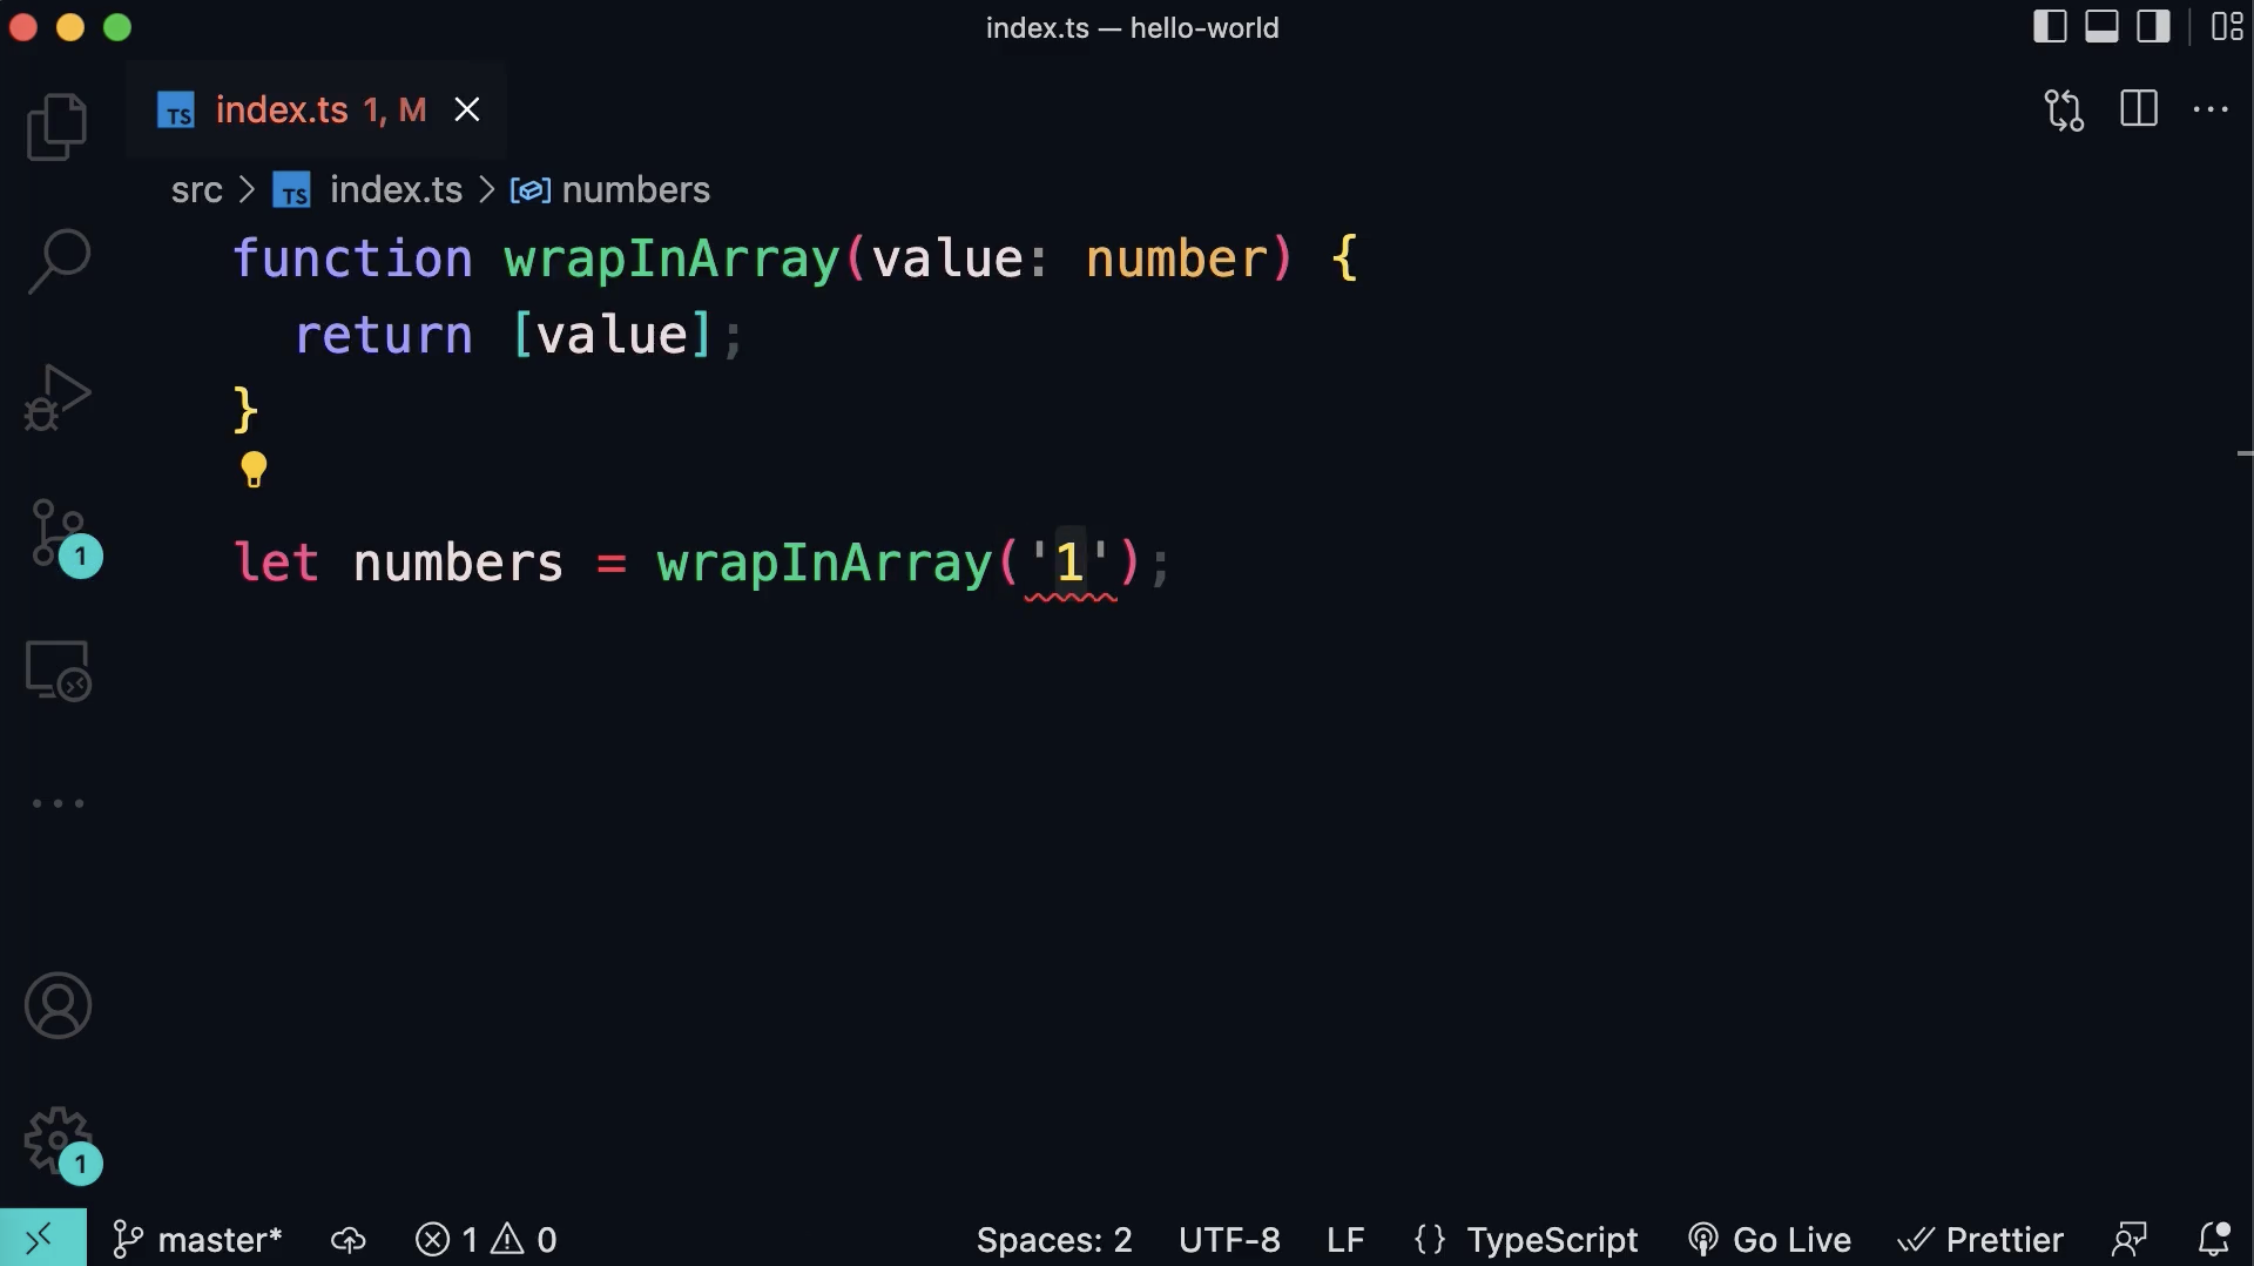 index.ts — hello-world
TS index.ts 1, M
src > TS index.ts > numbers
function wrapInArray(value: number) {
  return [value];
}
let numbers = wrapInArray('1');
1
1
master* 1 0 Spaces: 2 UTF-8 LF {} TypeScript Go Live Prettier